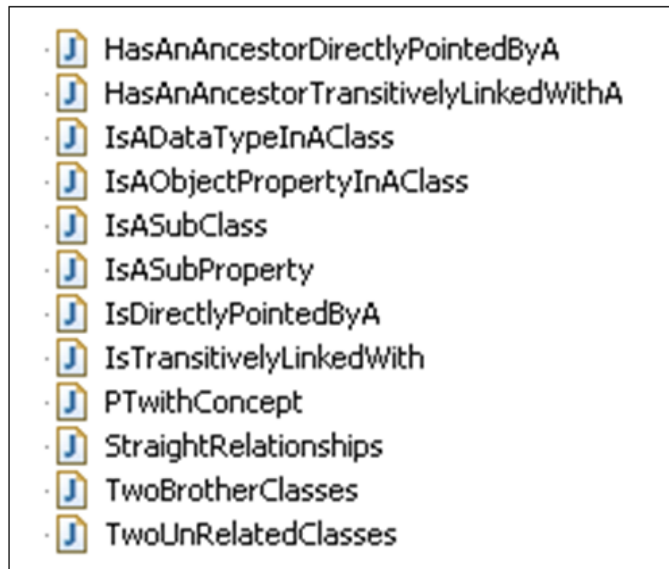 HasAnAncestorDirectlyPointedByA
HasAnAncestorTransitivelyLinkedWithA
IsADataTypeInAClass
IsAObjectPropertyInAClass
IsASubClass
IsASubProperty
IsDirectlyPointedByA
IsTransitivelyLinkedWith
PTwithConcept
StraightRelationships
TwoBrotherClasses
TwoUnRelatedClasses